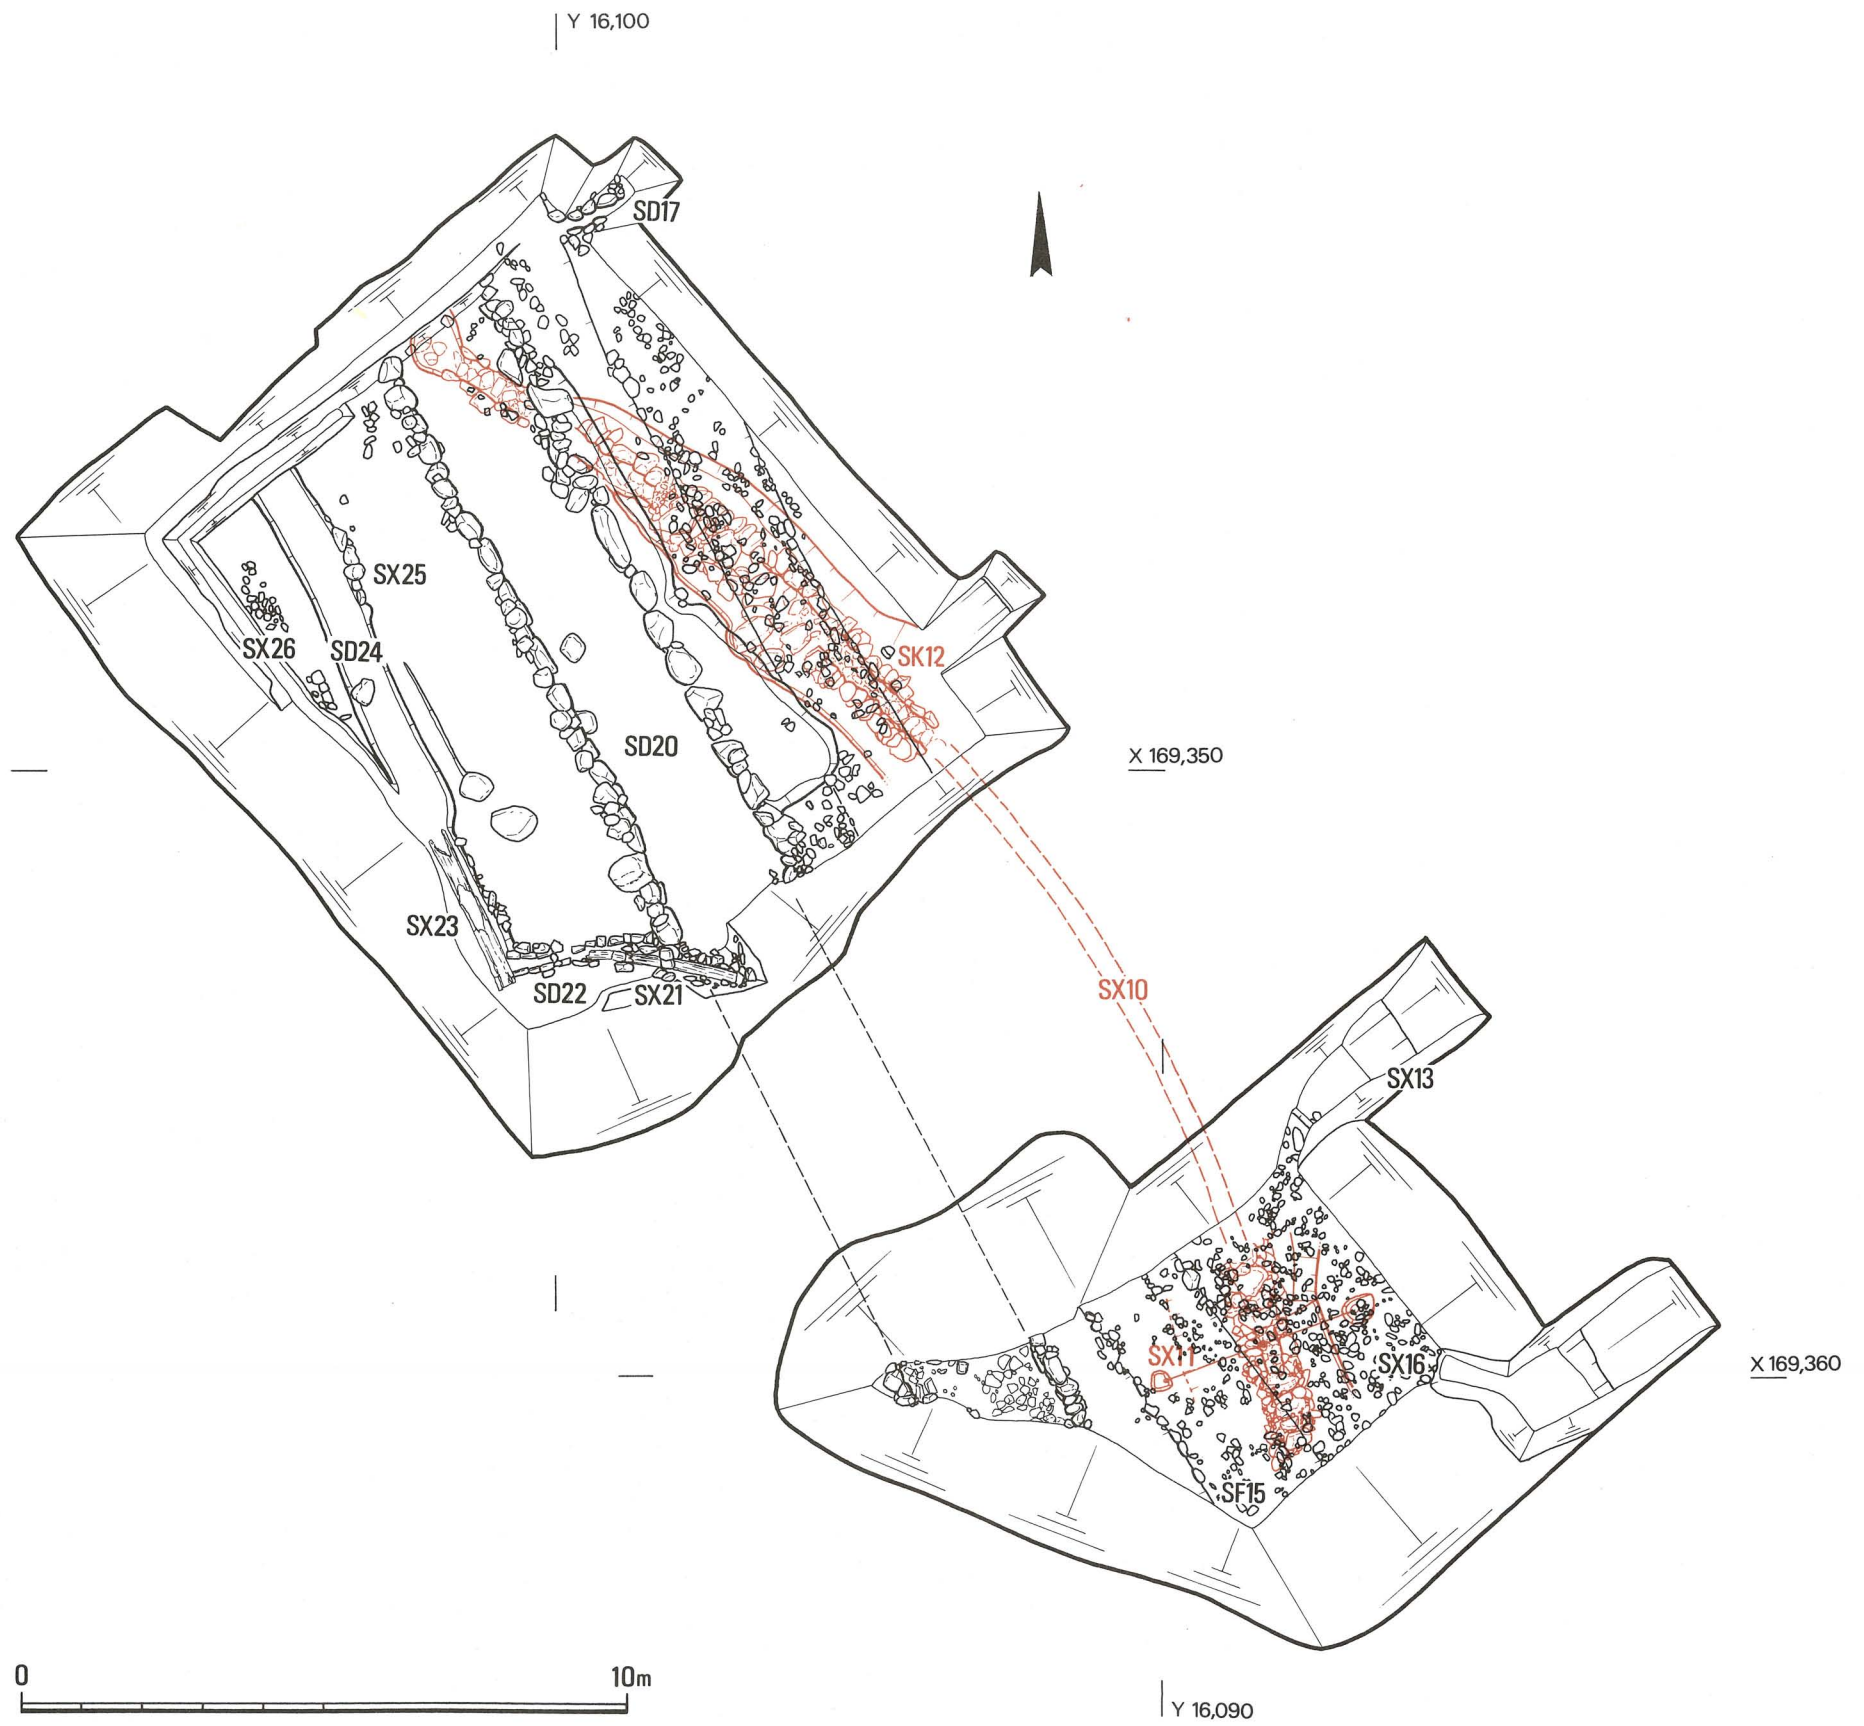 Y 16,100
SD17
SX25
SX26
SD24
SK12
SD20
X 169,350
SX23
SD22
SX21
SX10
SX13
SX11
SX16
X 169,360
SF15
0
10m
Y 16,090